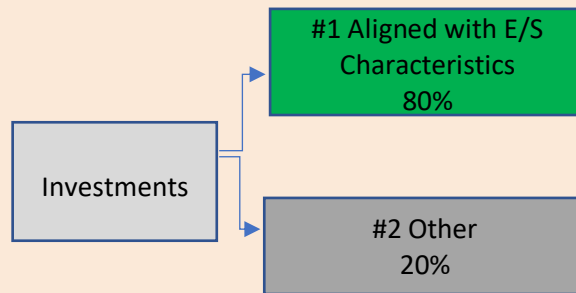 #1 Aligned with E/S
Characteristics
80%
Investments
#2 Other
20%